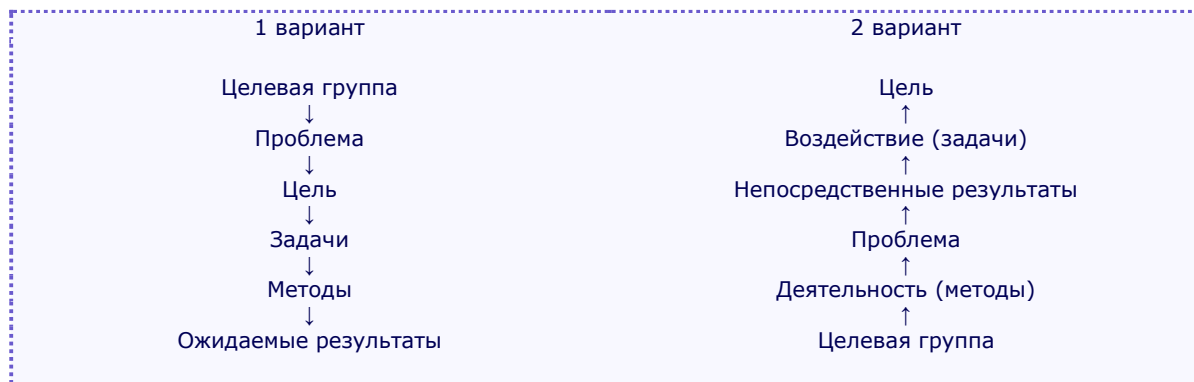 1 вариант
Целевая группа
↓
Проблема
↓
Цель
↓
Задачи
↓
Методы
↓
Ожидаемые результаты
2 вариант
Цель
↑
Воздействие (задачи)
↑
Непосредственные результаты
↑
Проблема
↑
Деятельность (методы)
↑
Целевая группа